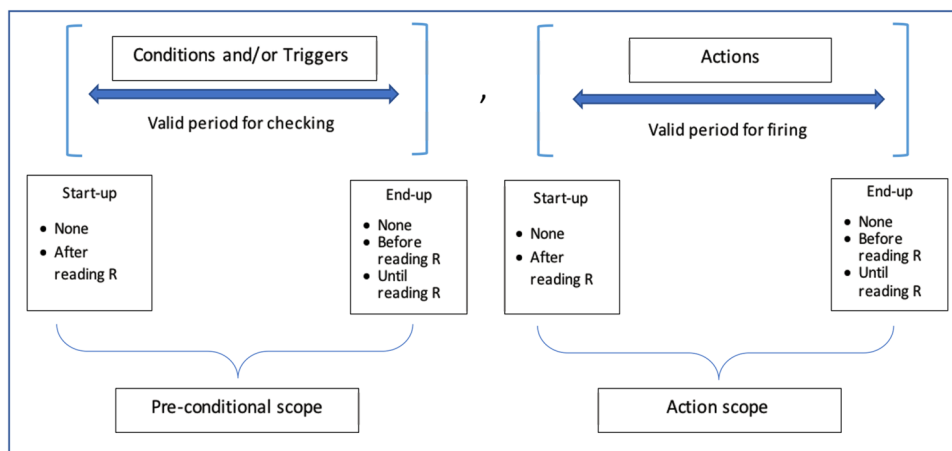 Conditions and/or Triggers
Valid period for checking
,
Actions
Valid period for firing
Start-up
• None
• After
reading R
End-up
• None
• Before
reading R
• Until
reading R
Start-up
• None
• After
reading R
End-up
• None
• Before
reading R
• Until
reading R
Pre-conditional scope
Action scope